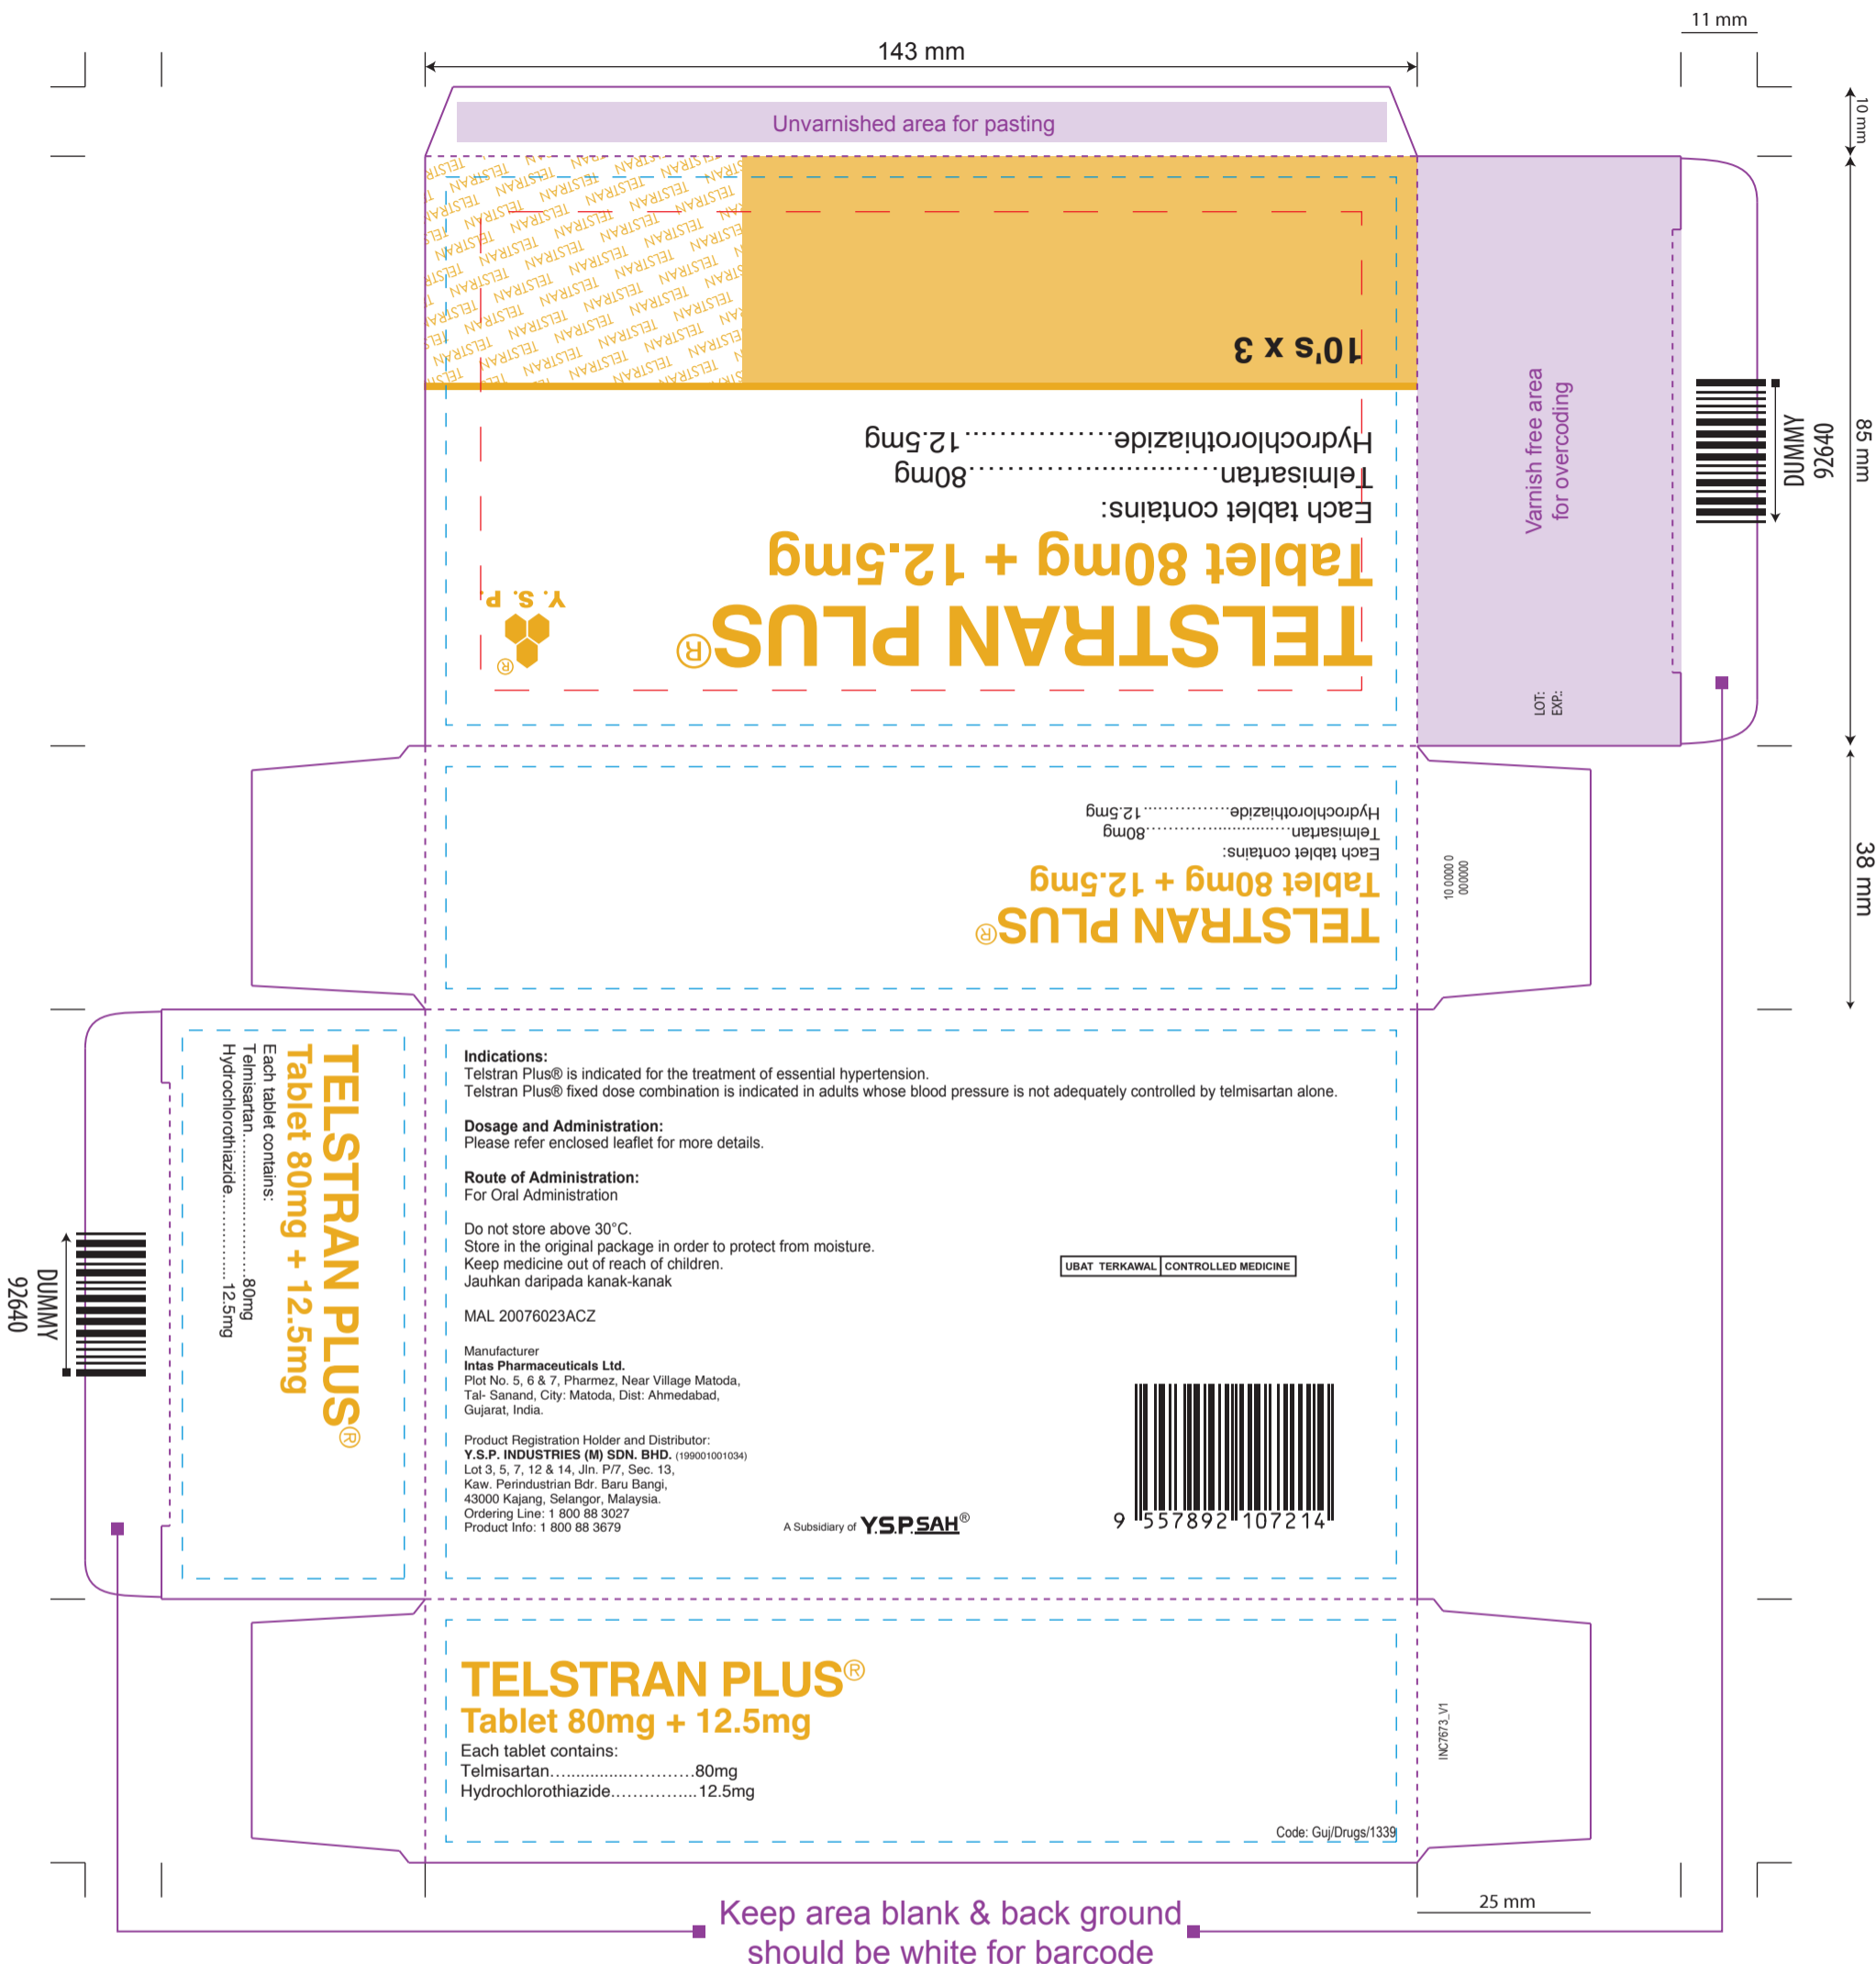 11 mm
143 mm
10 mm
Unvarnished area for pasting
TELSTRAN TELSTRAN TELSTRAN TELSTRAN TELSTRAN
10's x 3
Varnish free area
for overcoding
DUMMY
92640
85 mm
TELSTRAN PLUS®
Tablet 80mg + 12.5mg
Each tablet contains:
Telmisartan..............................80mg
Hydrochlorothiazide................12.5mg
Y. S. P.
®
LOT:
EXP.:
TELSTRAN PLUS®
Tablet 80mg + 12.5mg
Each tablet contains:
Telmisartan............................80mg
Hydrochlorothiazide.................12.5mg
10 00000 0
000000
38 mm
TELSTRAN PLUS®
Tablet 80mg + 12.5mg
Each tablet contains:
Telmisartan............................80mg
Hydrochlorothiazide................12.5mg
DUMMY
92640
Indications:
Telstran Plus® is indicated for the treatment of essential hypertension.
Telstran Plus® fixed dose combination is indicated in adults whose blood pressure is not adequately controlled by telmisartan alone.
Dosage and Administration:
Please refer enclosed leaflet for more details.
Route of Administration:
For Oral Administration
Do not store above 30°C.
Store in the original package in order to protect from moisture.
Keep medicine out of reach of children.
Jauhkan daripada kanak-kanak
UBAT TERKAWAL CONTROLLED MEDICINE
MAL 20076023ACZ
Manufacturer
Intas Pharmaceuticals Ltd.
Plot No. 5, 6 & 7, Pharmez, Near Village Matoda,
Tal- Sanand, City: Matoda, Dist: Ahmedabad,
Gujarat, India.
Product Registration Holder and Distributor:
Y.S.P. INDUSTRIES (M) SDN. BHD. (199001001034)
Lot 3, 5, 7, 12 & 14, Jln. P/7, Sec. 13,
Kaw. Perindustrian Bdr. Baru Bangi,
43000 Kajang, Selangor, Malaysia.
Ordering Line: 1 800 88 3027
Product Info: 1 800 88 3679
A Subsidiary of Y.S.P.SAH®
9 557892 107214
TELSTRAN PLUS®
Tablet 80mg + 12.5mg
Each tablet contains:
Telmisartan............................80mg
Hydrochlorothiazide................12.5mg
INC7673_V1
Code: Guj/Drugs/1339
25 mm
Keep area blank & back ground
should be white for barcode